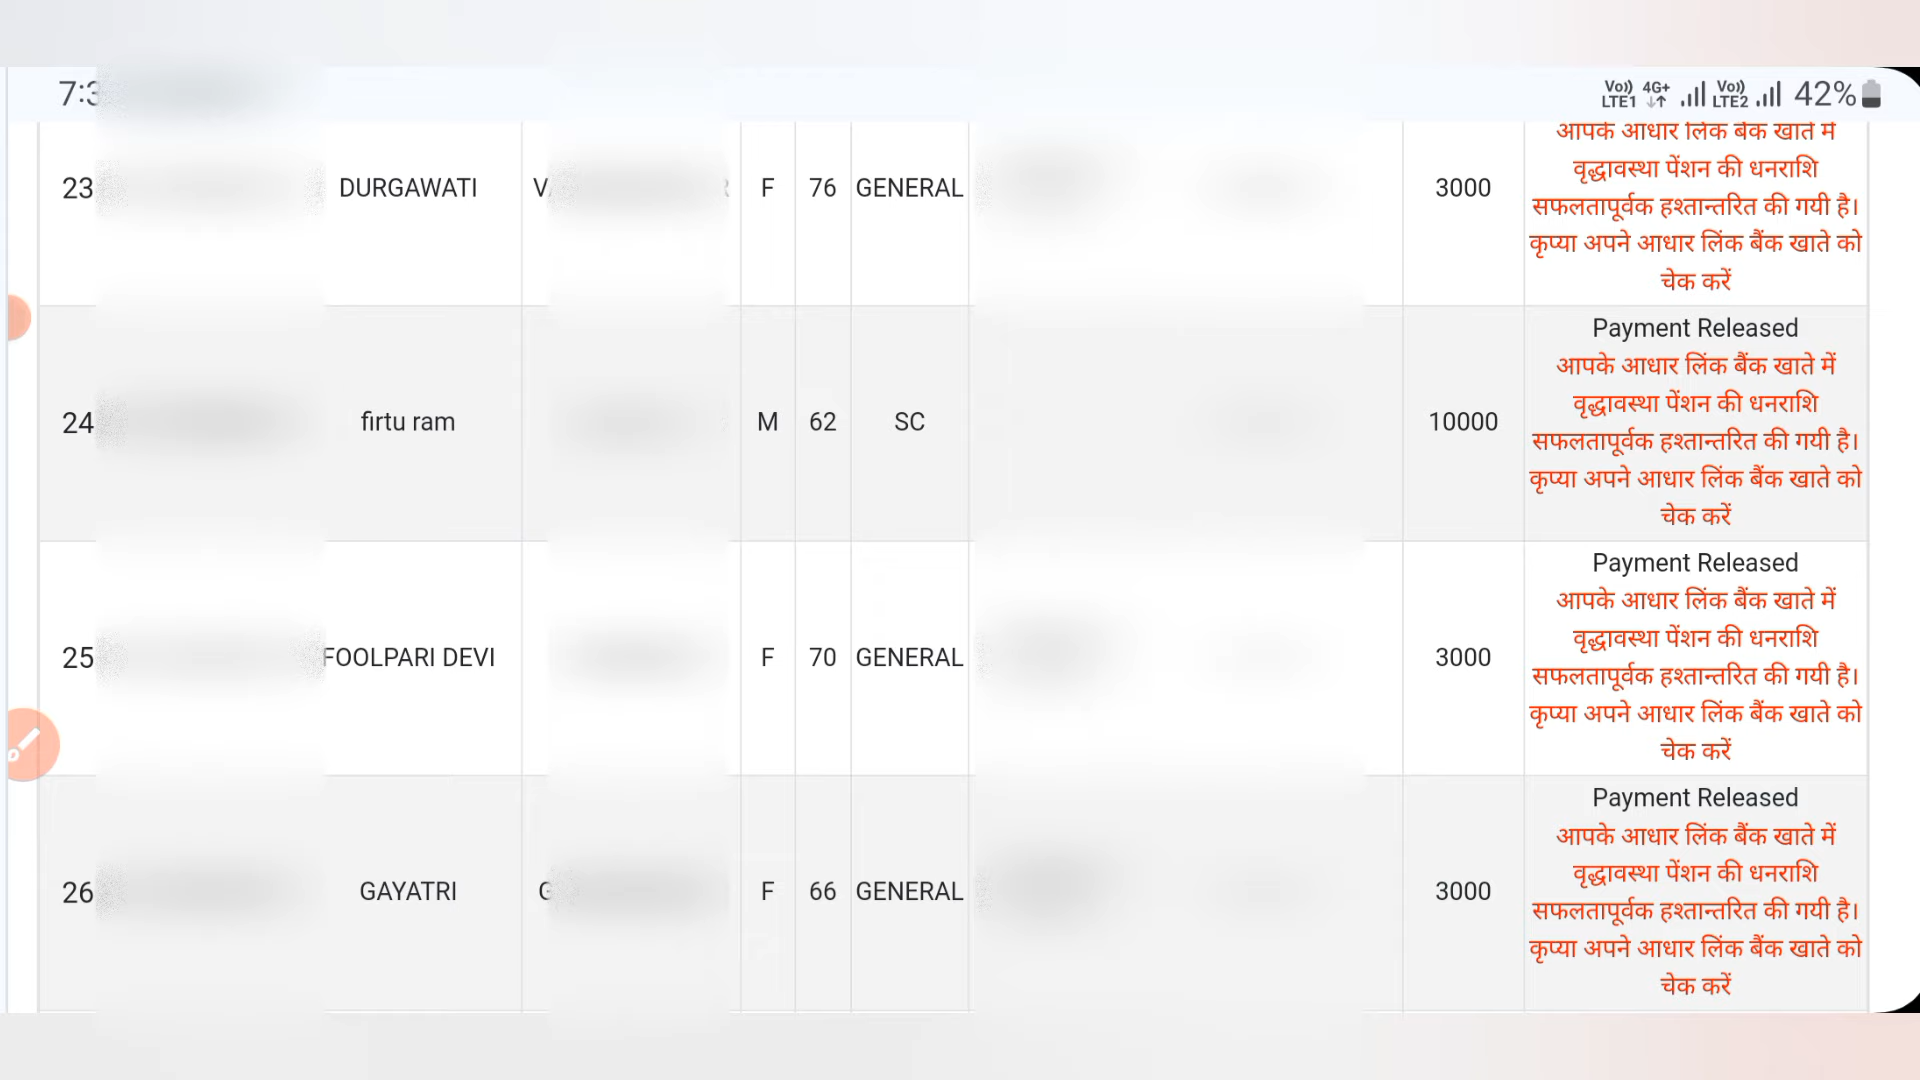 7:3 Vo)) LTE1 4G+ Vo)) LTE2 42%
आपके आधार लिंक बैंक खाते में
वृद्धावस्था पेंशन की धनराशि
23 DURGAWATI F 76 GENERAL 3000
सफलतापूर्वक हश्तान्तरित की गयी है।
कृप्या अपने आधार लिंक बैंक खाते को
चेक करें
Payment Released
आपके आधार लिंक बैंक खाते में
वृद्धावस्था पेंशन की धनराशि
24 firtu ram M 62 SC 10000
सफलतापूर्वक हश्तान्तरित की गयी है।
कृप्या अपने आधार लिंक बैंक खाते को
चेक करें
Payment Released
आपके आधार लिंक बैंक खाते में
वृद्धावस्था पेंशन की धनराशि
25 FOOLPARI DEVI F 70 GENERAL 3000
सफलतापूर्वक हश्तान्तरित की गयी है।
कृप्या अपने आधार लिंक बैंक खाते को
चेक करें
Payment Released
आपके आधार लिंक बैंक खाते में
वृद्धावस्था पेंशन की धनराशि
26 GAYATRI F 66 GENERAL 3000
सफलतापूर्वक हश्तान्तरित की गयी है।
कृप्या अपने आधार लिंक बैंक खाते को
चेक करें